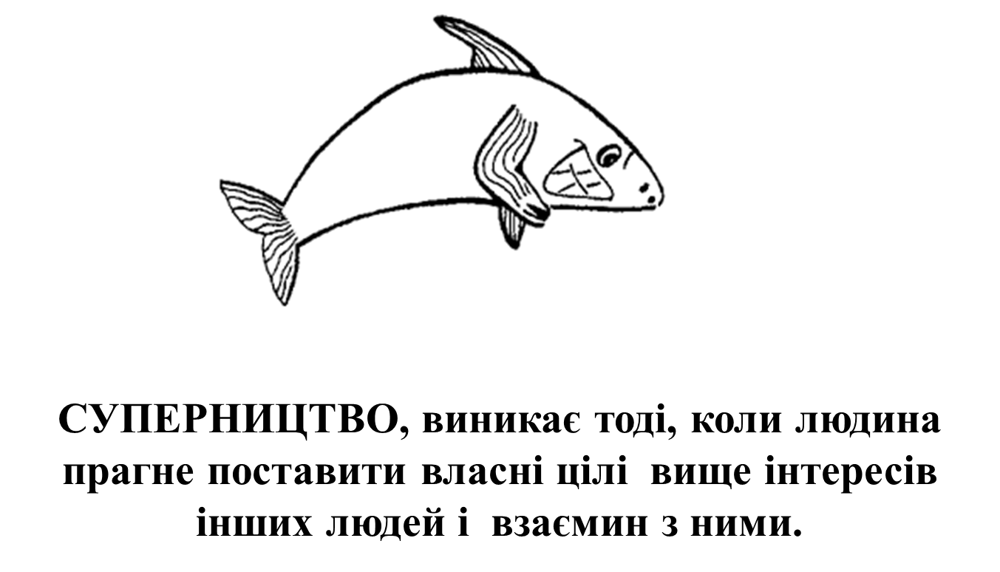 СУПЕРНИЦТВО, виникає тоді, коли людина
прагне поставити власні цілі  вище інтересів
інших людей і  взаємин з ними.